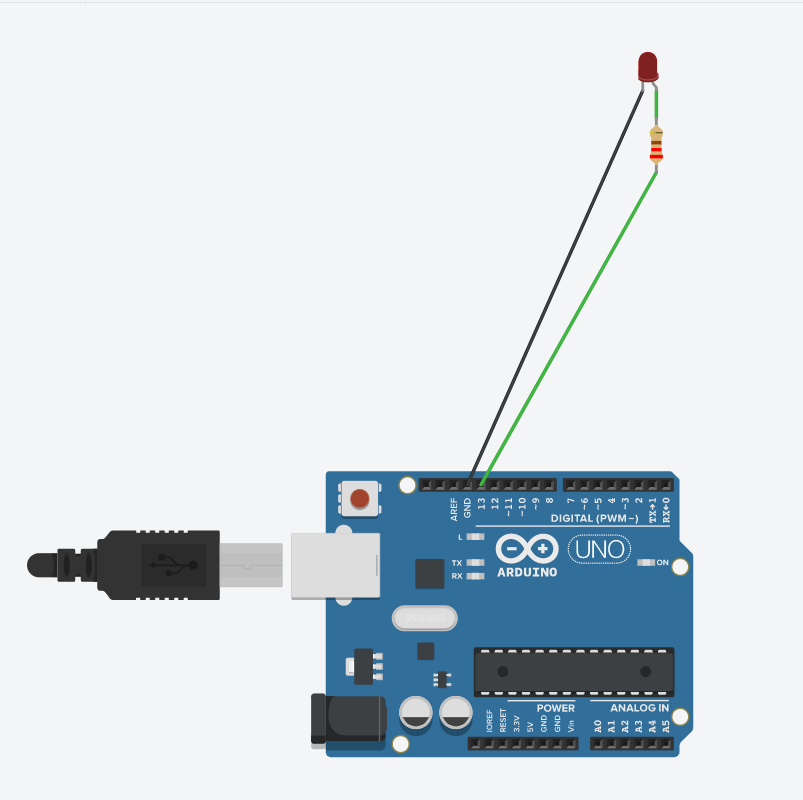 AREF
GND
13
12
~11
~10
~9
8
7
~6
~5
4
~3
2
TX→1
RX←0
DIGITAL (PWM~)
L
TX
RX
ARDUINO
UNO
ON
POWER
ANALOG IN
IOREF
RESET
3.3V
5V
GND
GND
Vin
A0
A1
A2
A3
A4
A5